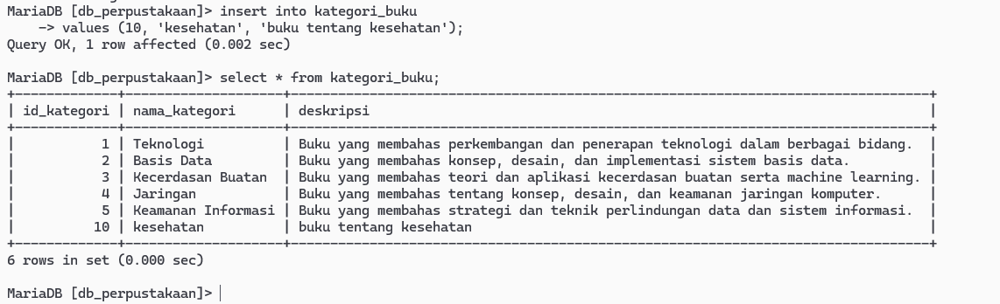 MariaDB [db_perpustakaan]> insert into kategori_buku
    -> values (10, 'kesehatan', 'buku tentang kesehatan');
Query OK, 1 row affected (0.002 sec)

MariaDB [db_perpustakaan]> select * from kategori_buku;
+-------------+--------------------+---------------------------------------------------------------------------------+
| id_kategori | nama_kategori      | deskripsi                                                                       |
+-------------+--------------------+---------------------------------------------------------------------------------+
|           1 | Teknologi          | Buku yang membahas perkembangan dan penerapan teknologi dalam berbagai bidang.  |
|           2 | Basis Data         | Buku yang membahas konsep, desain, dan implementasi sistem basis data.          |
|           3 | Kecerdasan Buatan  | Buku yang membahas teori dan aplikasi kecerdasan buatan serta machine learning. |
|           4 | Jaringan           | Buku yang membahas tentang konsep, desain, dan keamanan jaringan komputer.      |
|           5 | Keamanan Informasi | Buku yang membahas strategi dan teknik perlindungan data dan sistem informasi.  |
|          10 | kesehatan          | buku tentang kesehatan                                                          |
+-------------+--------------------+---------------------------------------------------------------------------------+
6 rows in set (0.000 sec)

MariaDB [db_perpustakaan]>